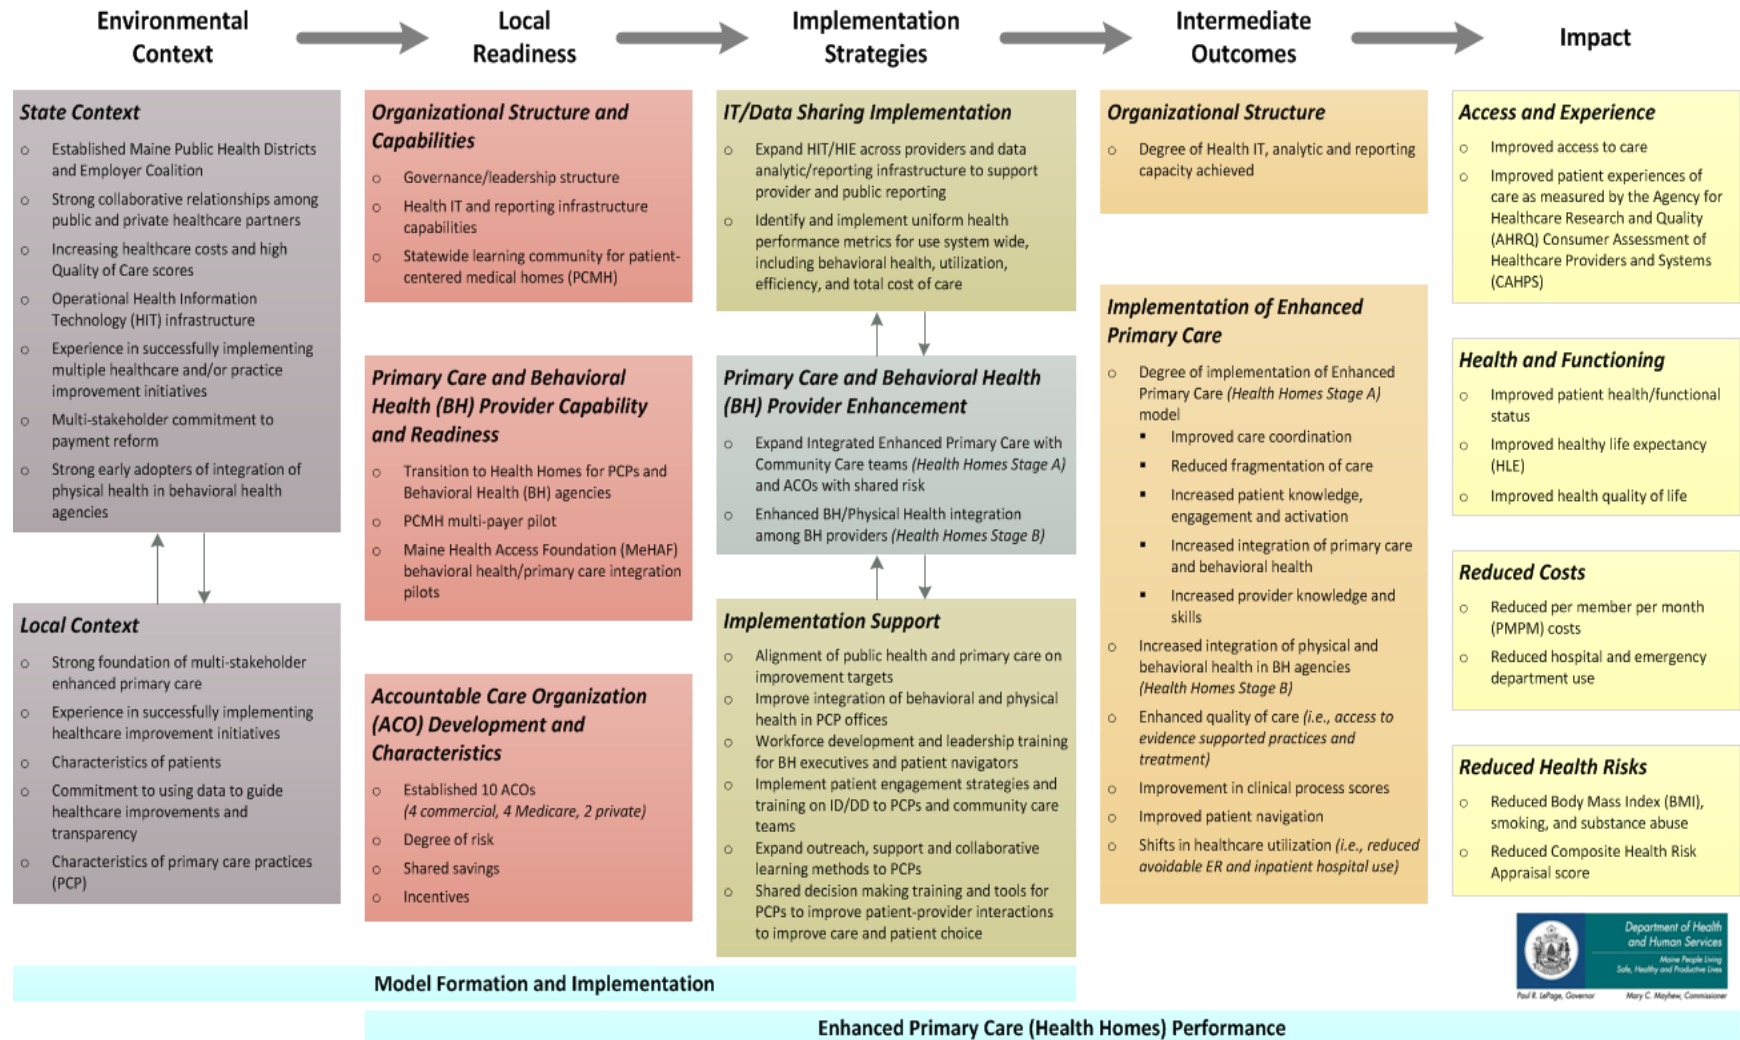 Environmental
Context
Local
Readiness
Implementation
Strategies
Intermediate
Outcomes
Impact
State Context
○ Established Maine Public Health Districts
and Employer Coalition
○ Strong collaborative relationships among
public and private healthcare partners
○ Increasing healthcare costs and high
Quality of Care scores
○ Operational Health Information
Technology (HIT) infrastructure
○ Experience in successfully implementing
multiple healthcare and/or practice
improvement initiatives
○ Multi-stakeholder commitment to
payment reform
○ Strong early adopters of integration of
physical health in behavioral health
agencies
Local Context
○ Strong foundation of multi-stakeholder
enhanced primary care
○ Experience in successfully implementing
healthcare improvement initiatives
○ Characteristics of patients
○ Commitment to using data to guide
healthcare improvements and
transparency
○ Characteristics of primary care practices
(PCP)
Organizational Structure and
Capabilities
○ Governance/leadership structure
○ Health IT and reporting infrastructure
capabilities
○ Statewide learning community for patient-
centered medical homes (PCMH)
Primary Care and Behavioral
Health (BH) Provider Capability
and Readiness
○ Transition to Health Homes for PCPs and
Behavioral Health (BH) agencies
○ PCMH multi-payer pilot
○ Maine Health Access Foundation (MeHAF)
behavioral health/primary care integration
pilots
Accountable Care Organization
(ACO) Development and
Characteristics
○ Established 10 ACOs
(4 commercial, 4 Medicare, 2 private)
○ Degree of risk
○ Shared savings
○ Incentives
IT/Data Sharing Implementation
○ Expand HIT/HIE across providers and data
analytic/reporting infrastructure to support
provider and public reporting
○ Identify and implement uniform health
performance metrics for use system wide,
including behavioral health, utilization,
efficiency, and total cost of care
Primary Care and Behavioral Health
(BH) Provider Enhancement
○ Expand Integrated Enhanced Primary Care with
Community Care teams (Health Homes Stage A)
and ACOs with shared risk
○ Enhanced BH/Physical Health integration
among BH providers (Health Homes Stage B)
Implementation Support
○ Alignment of public health and primary care on
improvement targets
○ Improve integration of behavioral and physical
health in PCP offices
○ Workforce development and leadership training
for BH executives and patient navigators
○ Implement patient engagement strategies and
training on ID/DD to PCPs and community care
teams
○ Expand outreach, support and collaborative
learning methods to PCPs
○ Shared decision making training and tools for
PCPs to improve patient-provider interactions
to improve care and patient choice
Organizational Structure
○ Degree of Health IT, analytic and reporting
capacity achieved
Implementation of Enhanced
Primary Care
○ Degree of implementation of Enhanced
Primary Care (Health Homes Stage A)
model
▪ Improved care coordination
▪ Reduced fragmentation of care
▪ Increased patient knowledge,
engagement and activation
▪ Increased integration of primary care
and behavioral health
▪ Increased provider knowledge and
skills
○ Increased integration of physical and
behavioral health in BH agencies
(Health Homes Stage B)
○ Enhanced quality of care (i.e., access to
evidence supported practices and
treatment)
○ Improvement in clinical process scores
○ Improved patient navigation
○ Shifts in healthcare utilization (i.e., reduced
avoidable ER and inpatient hospital use)
Access and Experience
○ Improved access to care
○ Improved patient experiences of
care as measured by the Agency for
Healthcare Research and Quality
(AHRQ) Consumer Assessment of
Healthcare Providers and Systems
(CAHPS)
Health and Functioning
○ Improved patient health/functional
status
○ Improved healthy life expectancy
(HLE)
○ Improved health quality of life
Reduced Costs
○ Reduced per member per month
(PMPM) costs
○ Reduced hospital and emergency
department use
Reduced Health Risks
○ Reduced Body Mass Index (BMI),
smoking, and substance abuse
○ Reduced Composite Health Risk
Appraisal score
Department of Health
and Human Services
Maine People Living
Safe, Healthy and Productive Lives
Paul R. LePage, Governor Mary C. Mayhew, Commissioner
Model Formation and Implementation
Enhanced Primary Care (Health Homes) Performance